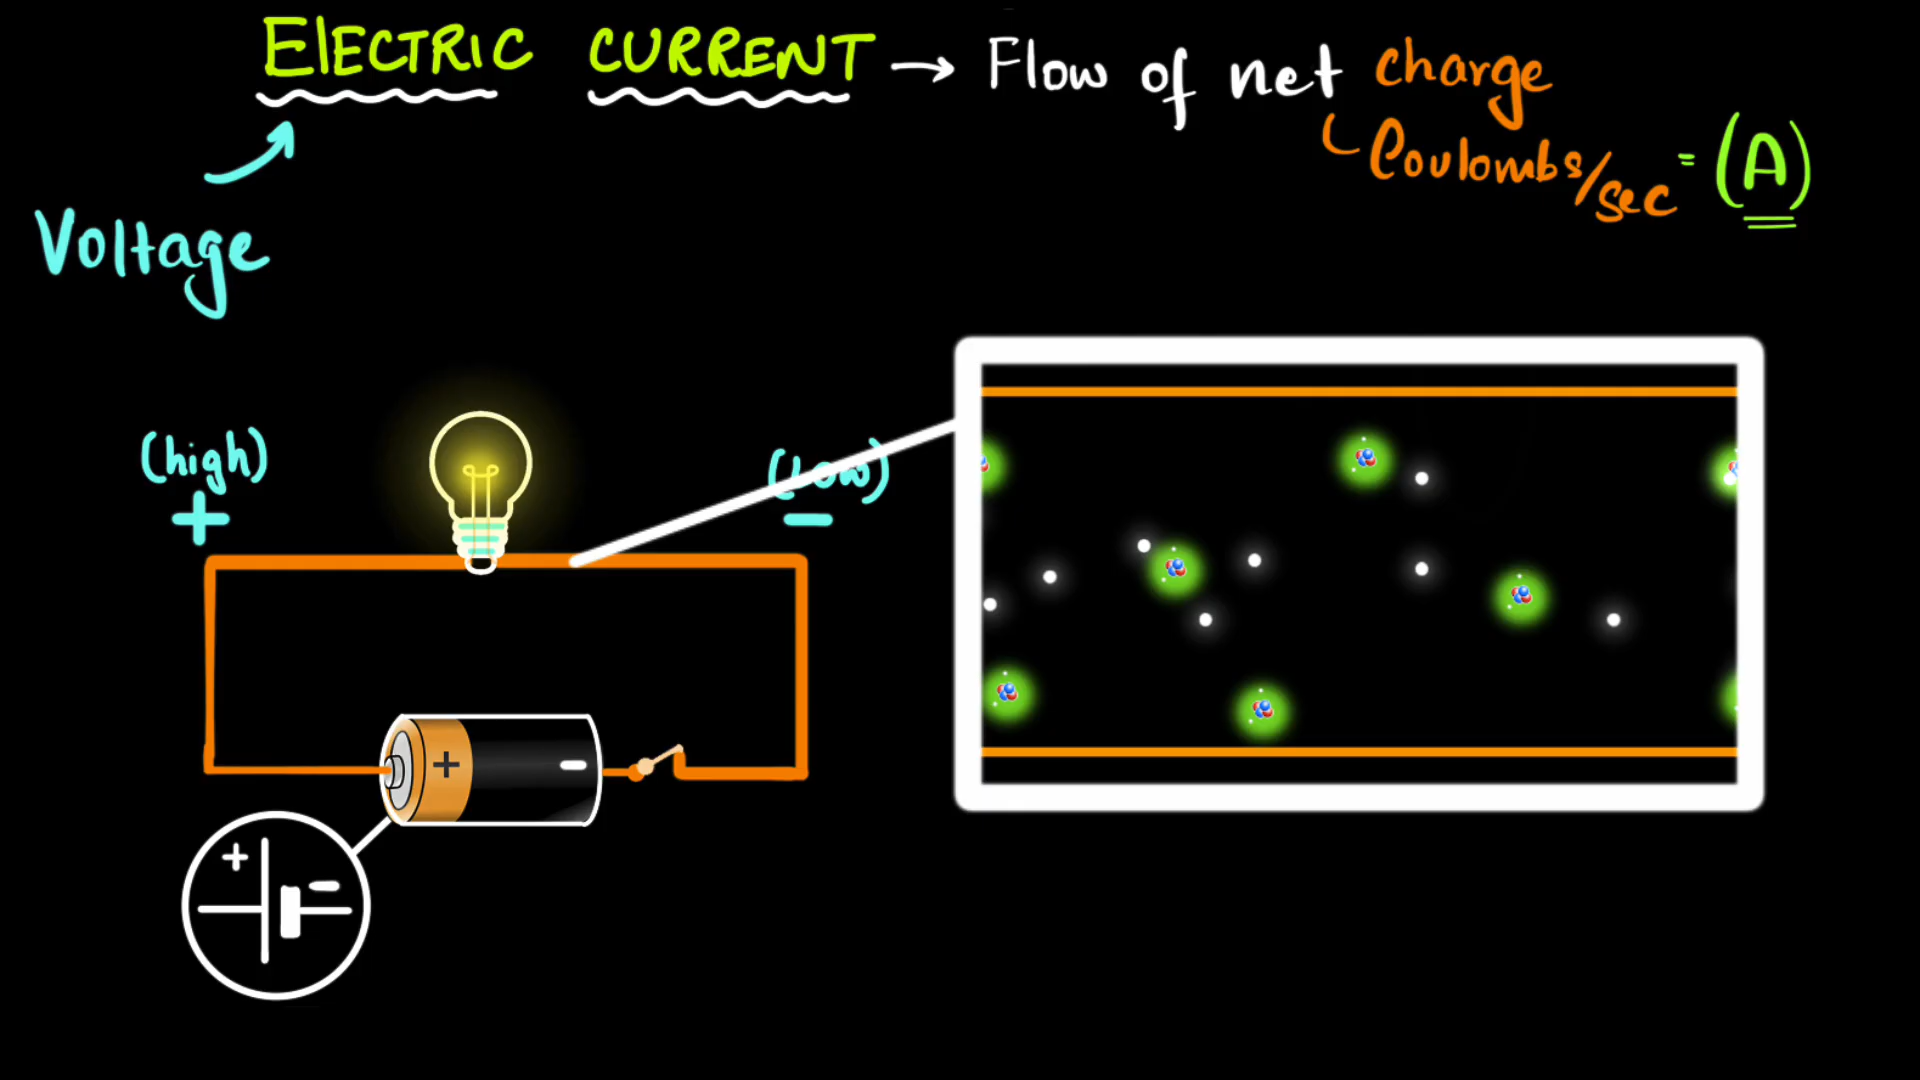 ELECTRIC CURRENT → Flow of net charge
Coulombs/sec = (A)
Voltage
(high)
+
(Low)
−
+ −
+ −